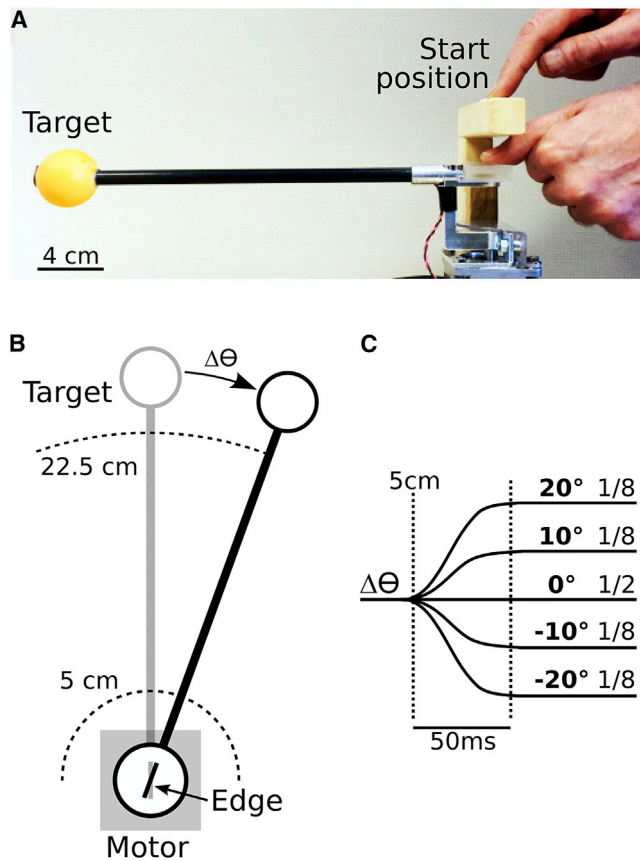 A
Start
position
Target
4 cm
B
ΔΘ
Target
22.5 cm
5 cm
Edge
Motor
C
5cm
20° 1/8
10° 1/8
ΔΘ
0° 1/2
-10° 1/8
-20° 1/8
50ms